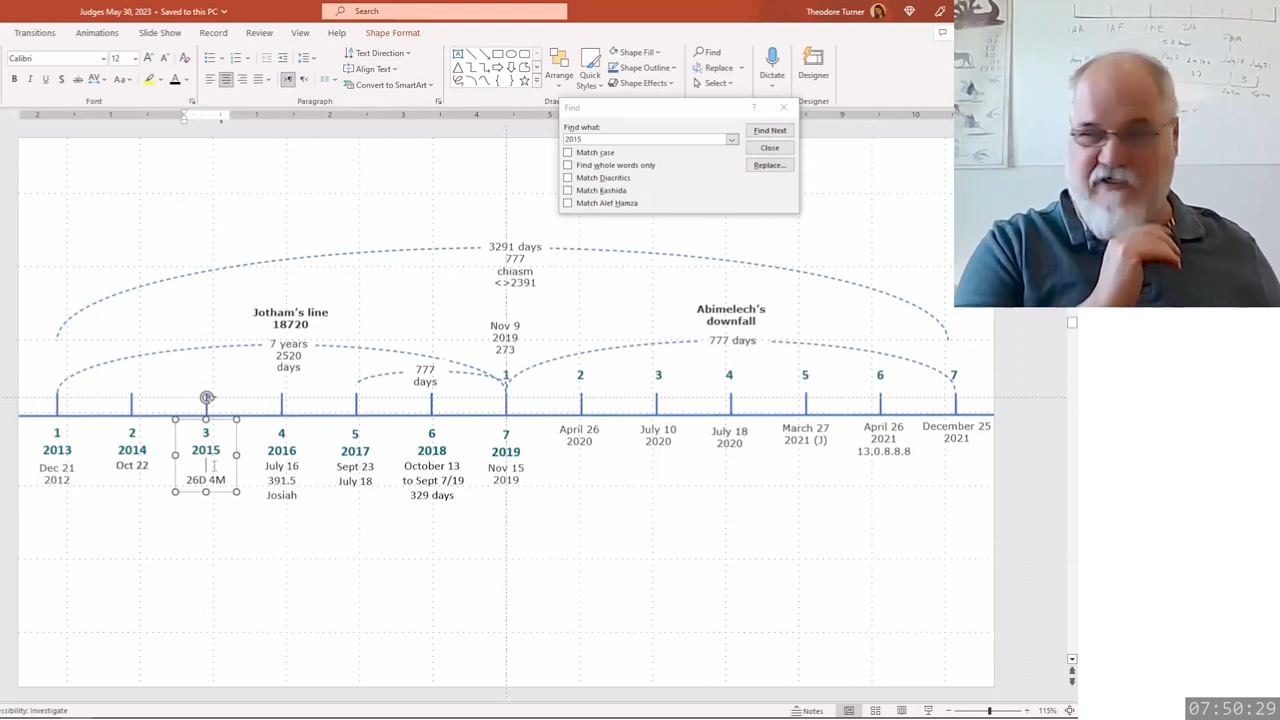 Judges May 30, 2023 • Saved to this PC
Search
Theodore Turner
Transitions
Animations
Slide Show
Record
Review
View
Help
Shape Format
Calibri
12
Text Direction
Align Text
Convert to SmartArt
Arrange
Quick
Styles
Shape Fill
Shape Outline
Shape Effects
Find
Replace
Select
Dictate
Designer
Font
Paragraph
Designer
Find
?
Find what:
2015
Find Next
Close
Replace...
Match case
Find whole words only
Match Diacritics
Match Kashida
Match Alef Hamza
3291 days
777
chiasm
<>2391
Jotham's line
18720
7 years
2520
days
777
days
Nov 9
2019
273
Abimelech's
downfall
777 days
1
2
3
4
5
6
7
1
2013
Dec 21
2012
2
2014
Oct 22
3
2015
26D 4M
4
2016
July 16
391.5
Josiah
5
2017
Sept 23
July 18
6
2018
October 13
to Sept 7/19
329 days
7
2019
Nov 15
2019
April 26
2020
July 10
2020
July 18
2020
March 27
2021 (J)
April 26
2021
13.0.8.8.8
December 25
2021
Notes
115%
07:50:29